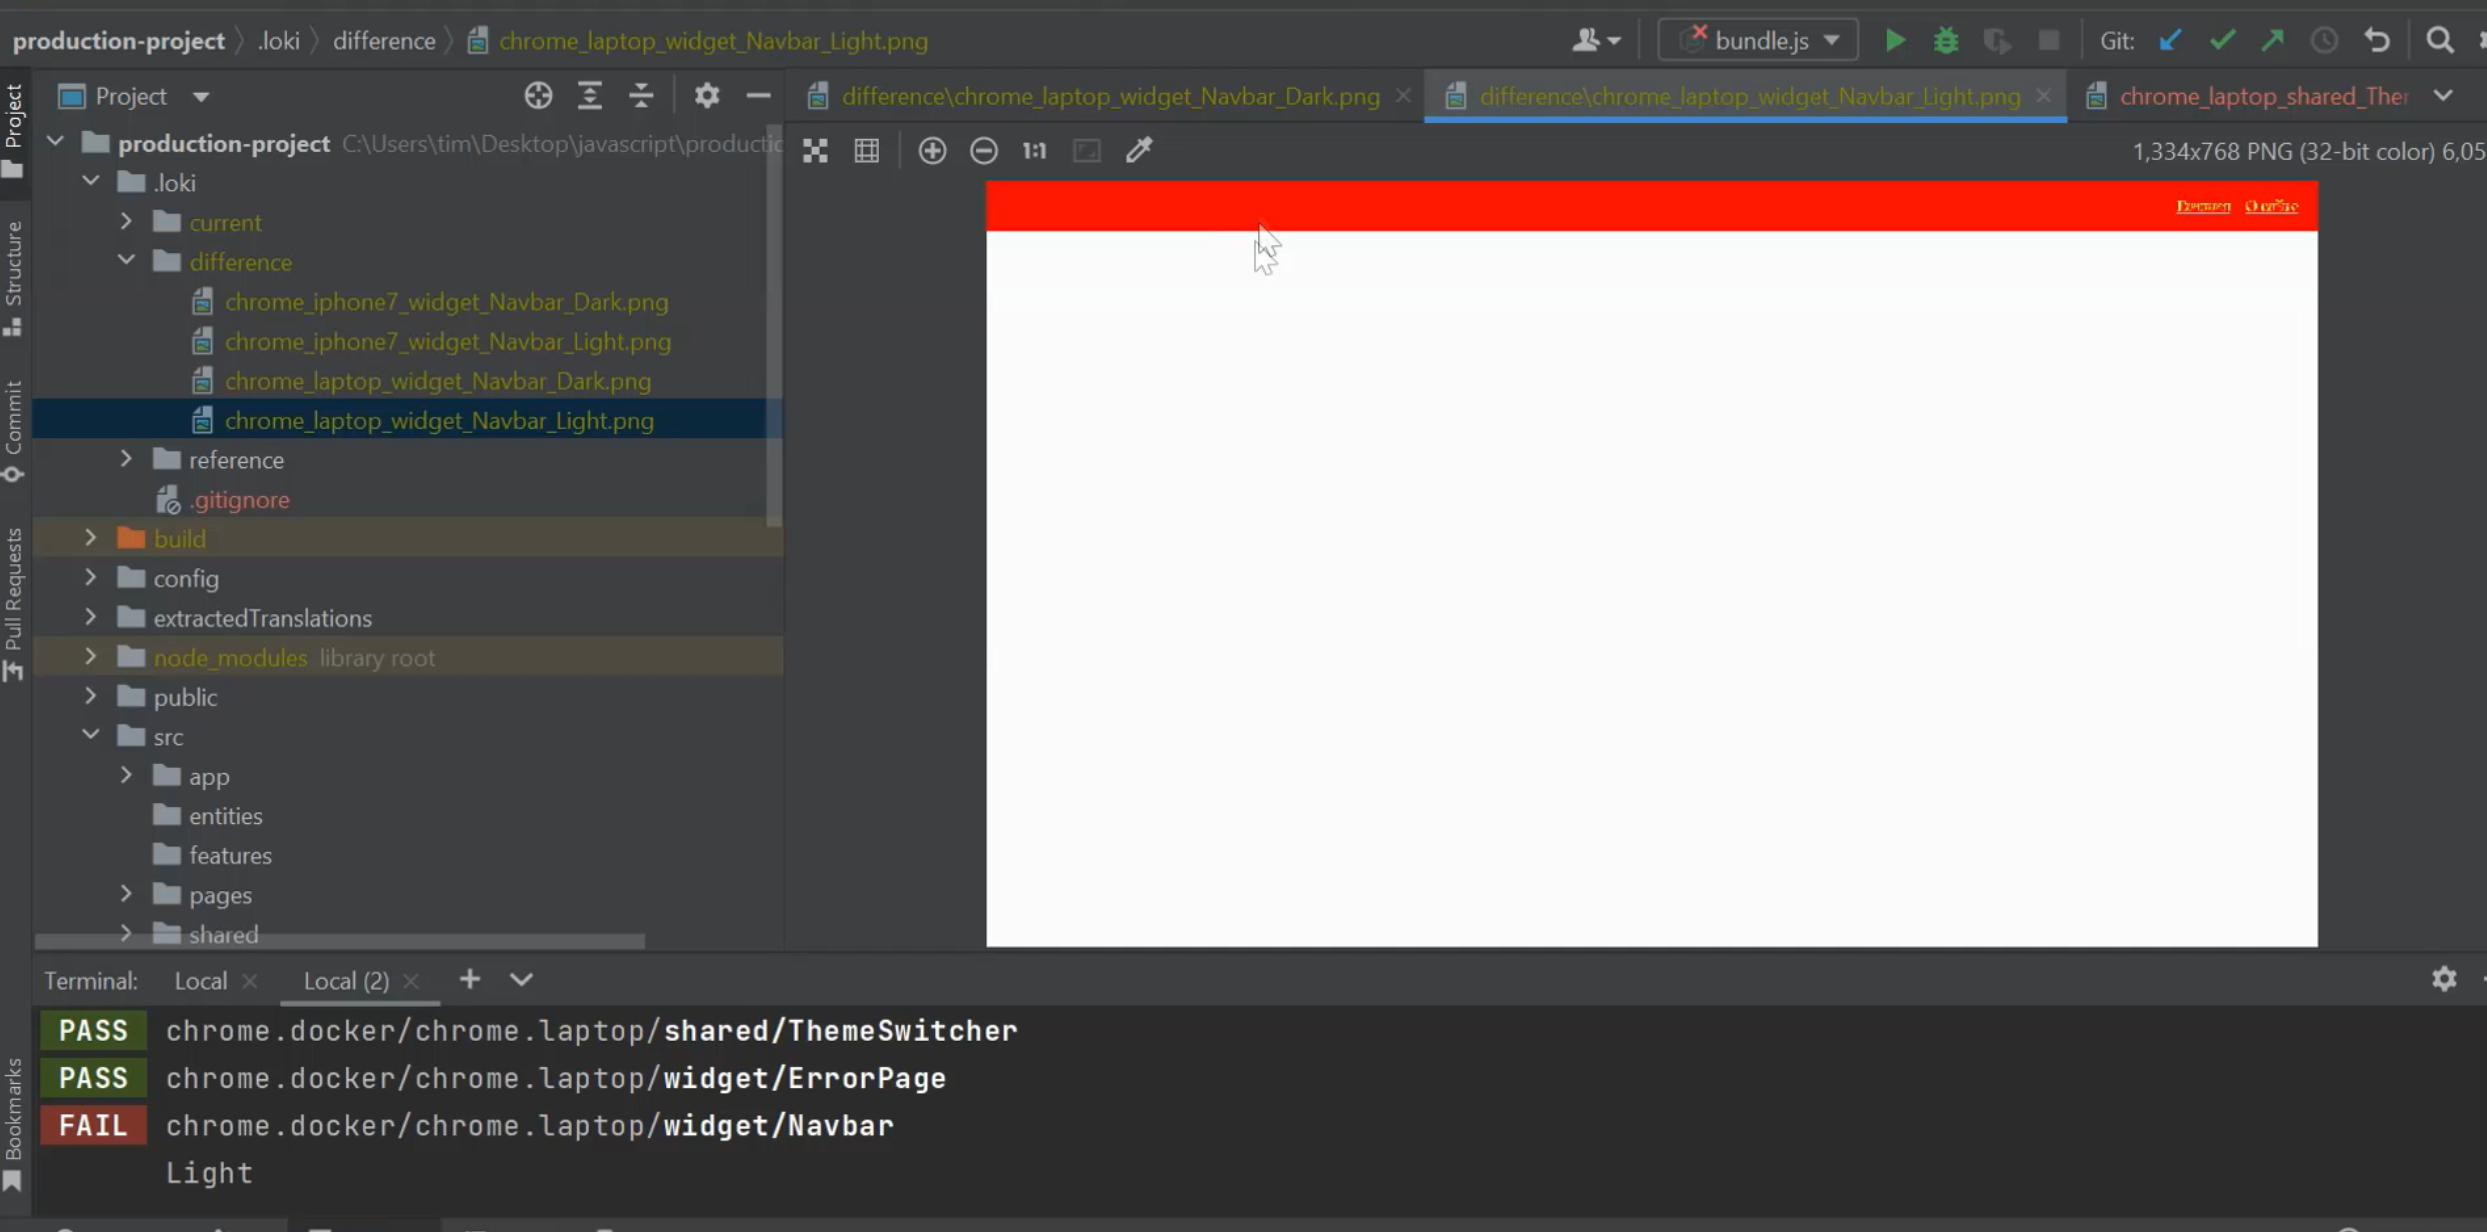 production-project .loki difference chrome_laptop_widget_Navbar_Light.png bundle.js Git:
Project difference\chrome_laptop_widget_Navbar_Dark.png difference\chrome_laptop_widget_Navbar_Light.png chrome_laptop_shared_Ther
1:1 1,334x768 PNG (32-bit color) 6,05
production-project C:\Users\tim\Desktop\javascript\productic
.loki
current
difference
chrome_iphone7_widget_Navbar_Dark.png
chrome_iphone7_widget_Navbar_Light.png
chrome_laptop_widget_Navbar_Dark.png
chrome_laptop_widget_Navbar_Light.png
reference
.gitignore
build
config
extractedTranslations
node_modules library root
public
src
app
entities
features
pages
shared
Project
Structure
Commit
Pull Requests
Bookmarks
Terminal: Local Local (2)
PASS chrome.docker/chrome.laptop/shared/ThemeSwitcher
PASS chrome.docker/chrome.laptop/widget/ErrorPage
FAIL chrome.docker/chrome.laptop/widget/Navbar
Light